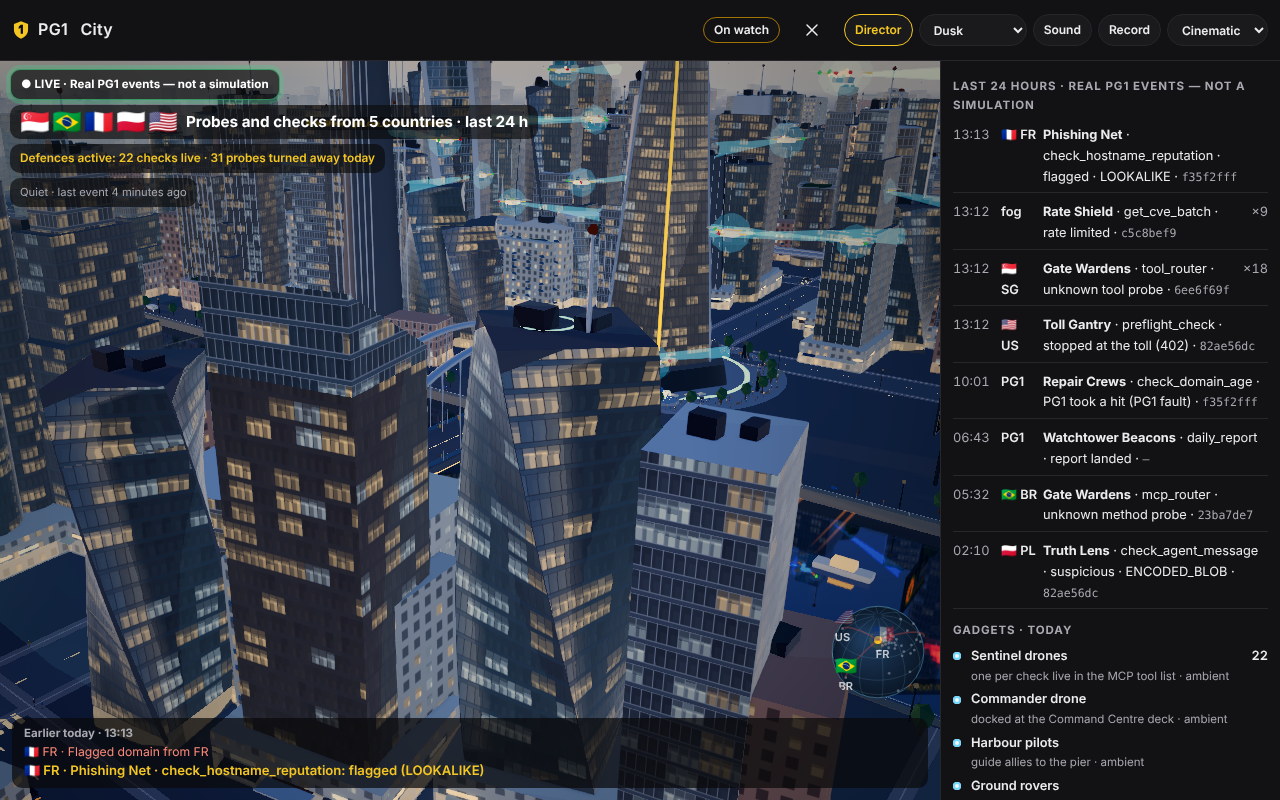 PG1 City
On watch
Director
Dusk
Sound
Record
Cinematic
LIVE · Real PG1 events — not a simulation
Probes and checks from 5 countries · last 24 h
Defences active: 22 checks live · 31 probes turned away today
Quiet · last event 4 minutes ago
US
FR
BR
Earlier today · 13:13
FR · Flagged domain from FR
FR · Phishing Net · check_hostname_reputation: flagged (LOOKALIKE)
LAST 24 HOURS · REAL PG1 EVENTS — NOT A
SIMULATION
13:13 FR Phishing Net ·
check_hostname_reputation ·
flagged · LOOKALIKE · f35f2fff
13:12 fog Rate Shield · get_cve_batch · ×9
rate limited · c5c8bef9
13:12 Gate Wardens · tool_router · ×18
SG unknown tool probe · 6ee6f69f
13:12 Toll Gantry · preflight_check ·
US stopped at the toll (402) · 82ae56dc
10:01 PG1 Repair Crews · check_domain_age ·
PG1 took a hit (PG1 fault) · f35f2fff
06:43 PG1 Watchtower Beacons · daily_report
· report landed · —
05:32 BR Gate Wardens · mcp_router ·
unknown method probe · 23ba7de7
02:10 PL Truth Lens · check_agent_message
· suspicious · ENCODED_BLOB ·
82ae56dc
GADGETS · TODAY
Sentinel drones 22
one per check live in the MCP tool list · ambient
Commander drone
docked at the Command Centre deck · ambient
Harbour pilots
guide allies to the pier · ambient
Ground rovers